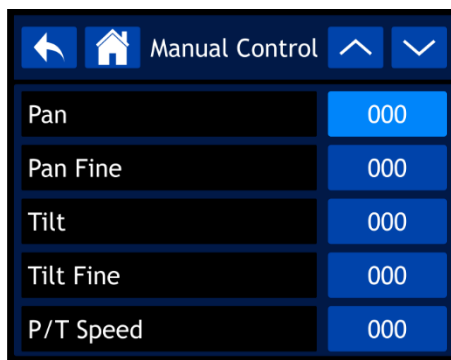 Manual Control
Pan 000
Pan Fine 000
Tilt 000
Tilt Fine 000
P/T Speed 000